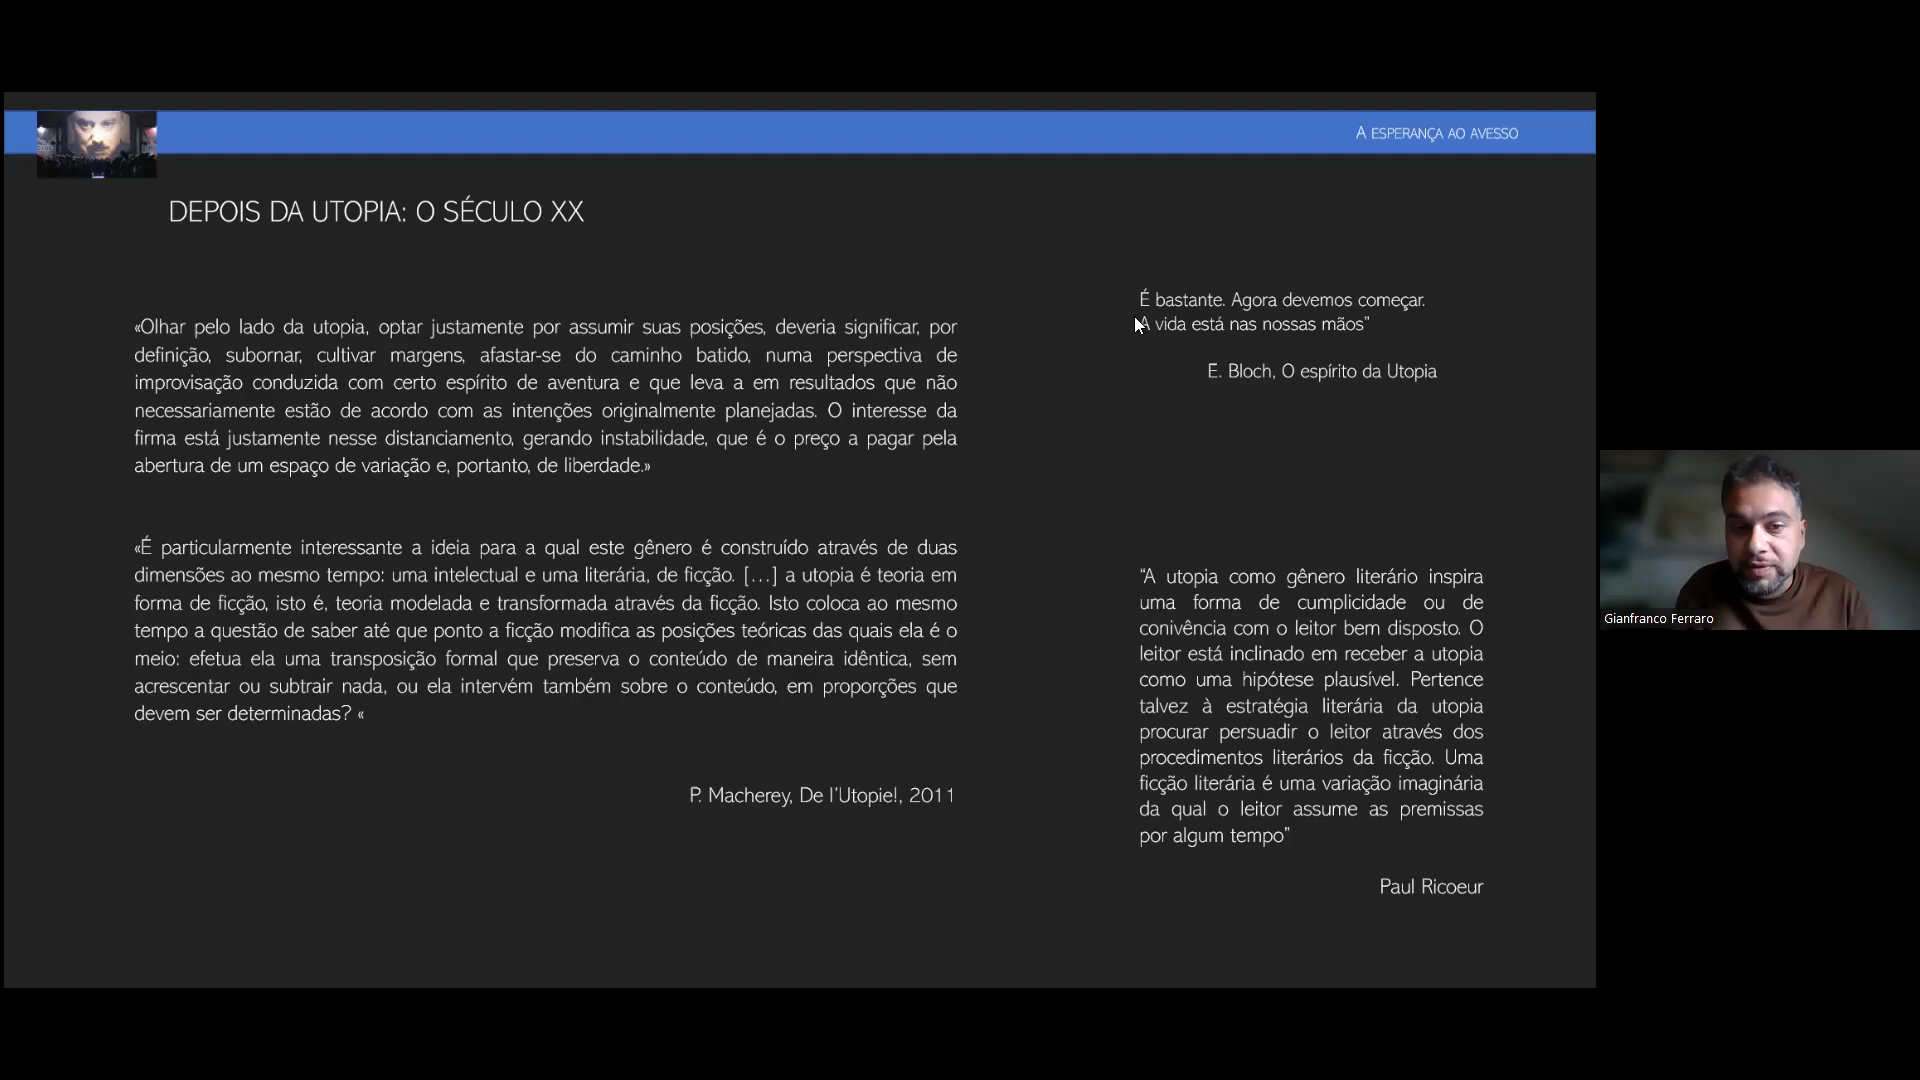 A ESPERANÇA AO AVESSO
DEPOIS DA UTOPIA: O SÉCULO XX
«Olhar pelo lado da utopia, optar justamente por assumir suas posições, deveria significar, por
definição, subornar, cultivar margens, afastar-se do caminho batido, numa perspectiva de
improvisação conduzida com certo espírito de aventura e que leva a em resultados que não
necessariamente estão de acordo com as intenções originalmente planejadas. O interesse da
firma está justamente nesse distanciamento, gerando instabilidade, que é o preço a pagar pela
abertura de um espaço de variação e, portanto, de liberdade.»
«É particularmente interessante a ideia para a qual este gênero é construído através de duas
dimensões ao mesmo tempo: uma intelectual e uma literária, de ficção. […] a utopia é teoria em
forma de ficção, isto é, teoria modelada e transformada através da ficção. Isto coloca ao mesmo
tempo a questão de saber até que ponto a ficção modifica as posições teóricas das quais ela é o
meio: efetua ela uma transposição formal que preserva o conteúdo de maneira idêntica, sem
acrescentar ou subtrair nada, ou ela intervém também sobre o conteúdo, em proporções que
devem ser determinadas? «
P. Macherey, De l’Utopie!, 2011
É bastante. Agora devemos começar.
A vida está nas nossas mãos”
E. Bloch, O espírito da Utopia
“A utopia como gênero literário inspira
uma forma de cumplicidade ou de
conivência com o leitor bem disposto. O
leitor está inclinado em receber a utopia
como uma hipótese plausível. Pertence
talvez à estratégia literária da utopia
procurar persuadir o leitor através dos
procedimentos literários da ficção. Uma
ficção literária é uma variação imaginária
da qual o leitor assume as premissas
por algum tempo”
Paul Ricoeur
Gianfranco Ferraro